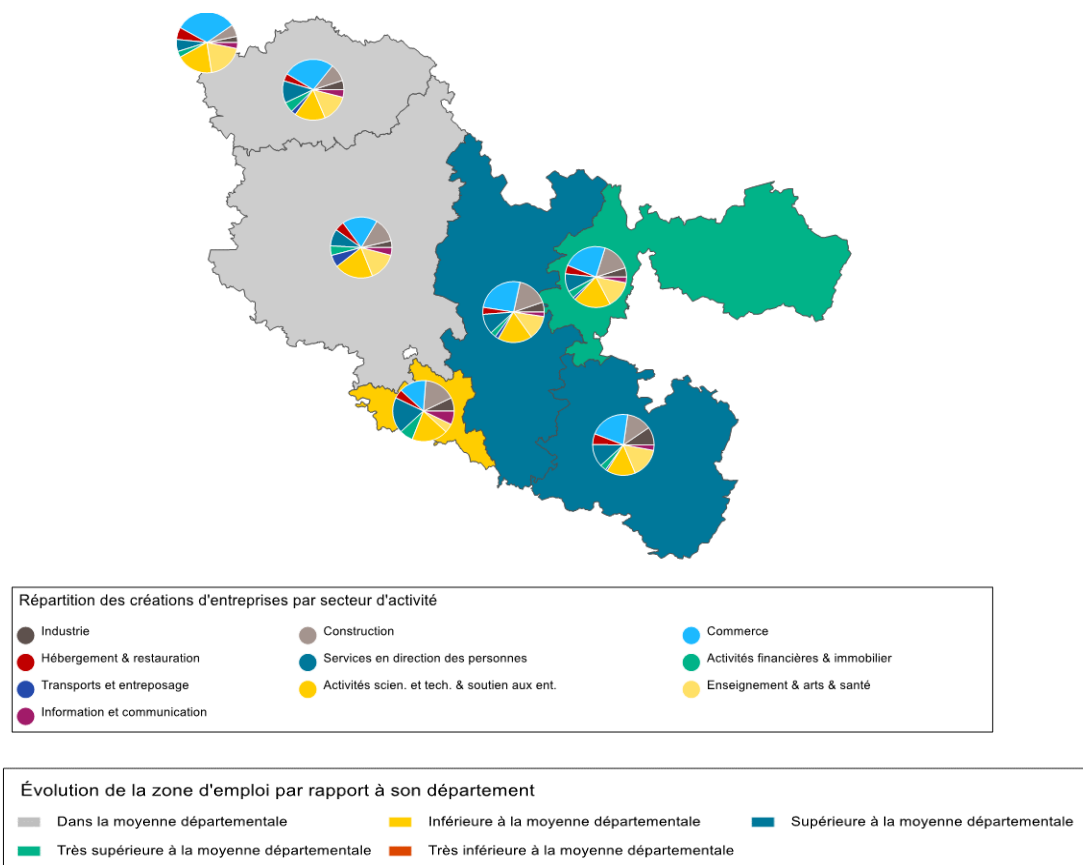 Répartition des créations d'entreprises par secteur d'activité
Industrie
Construction
Commerce
Hébergement & restauration
Services en direction des personnes
Activités financières & immobilier
Transports et entreposage
Activités scien. et tech. & soutien aux ent.
Enseignement & arts & santé
Information et communication
Évolution de la zone d'emploi par rapport à son département
Dans la moyenne départementale
Inférieure à la moyenne départementale
Supérieure à la moyenne départementale
Très supérieure à la moyenne départementale
Très inférieure à la moyenne départementale